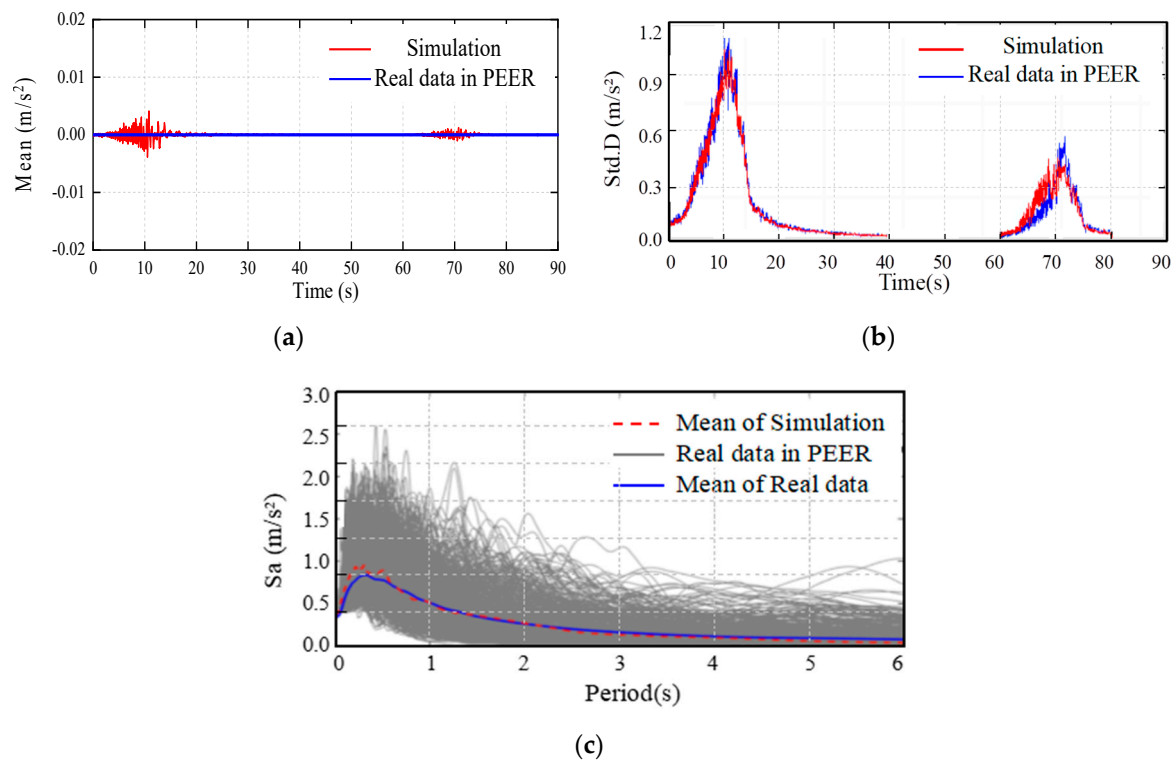 0.02
0.01
0.00
-0.01
-0.02
Mean (m/s²)
Simulation
Real data in PEER
0 10 20 30 40 50 60 70 80 90
Time (s)
(a)
1.2
0.9
0.6
0.3
0.0
Std.D (m/s²)
Simulation
Real data in PEER
0 10 20 30 40 50 60 70 80 90
Time(s)
(b)
3.0
2.5
2.0
1.5
1.0
0.5
0.0
Sa (m/s²)
Mean of Simulation
Real data in PEER
Mean of Real data
0 1 2 3 4 5 6
Period(s)
(c)